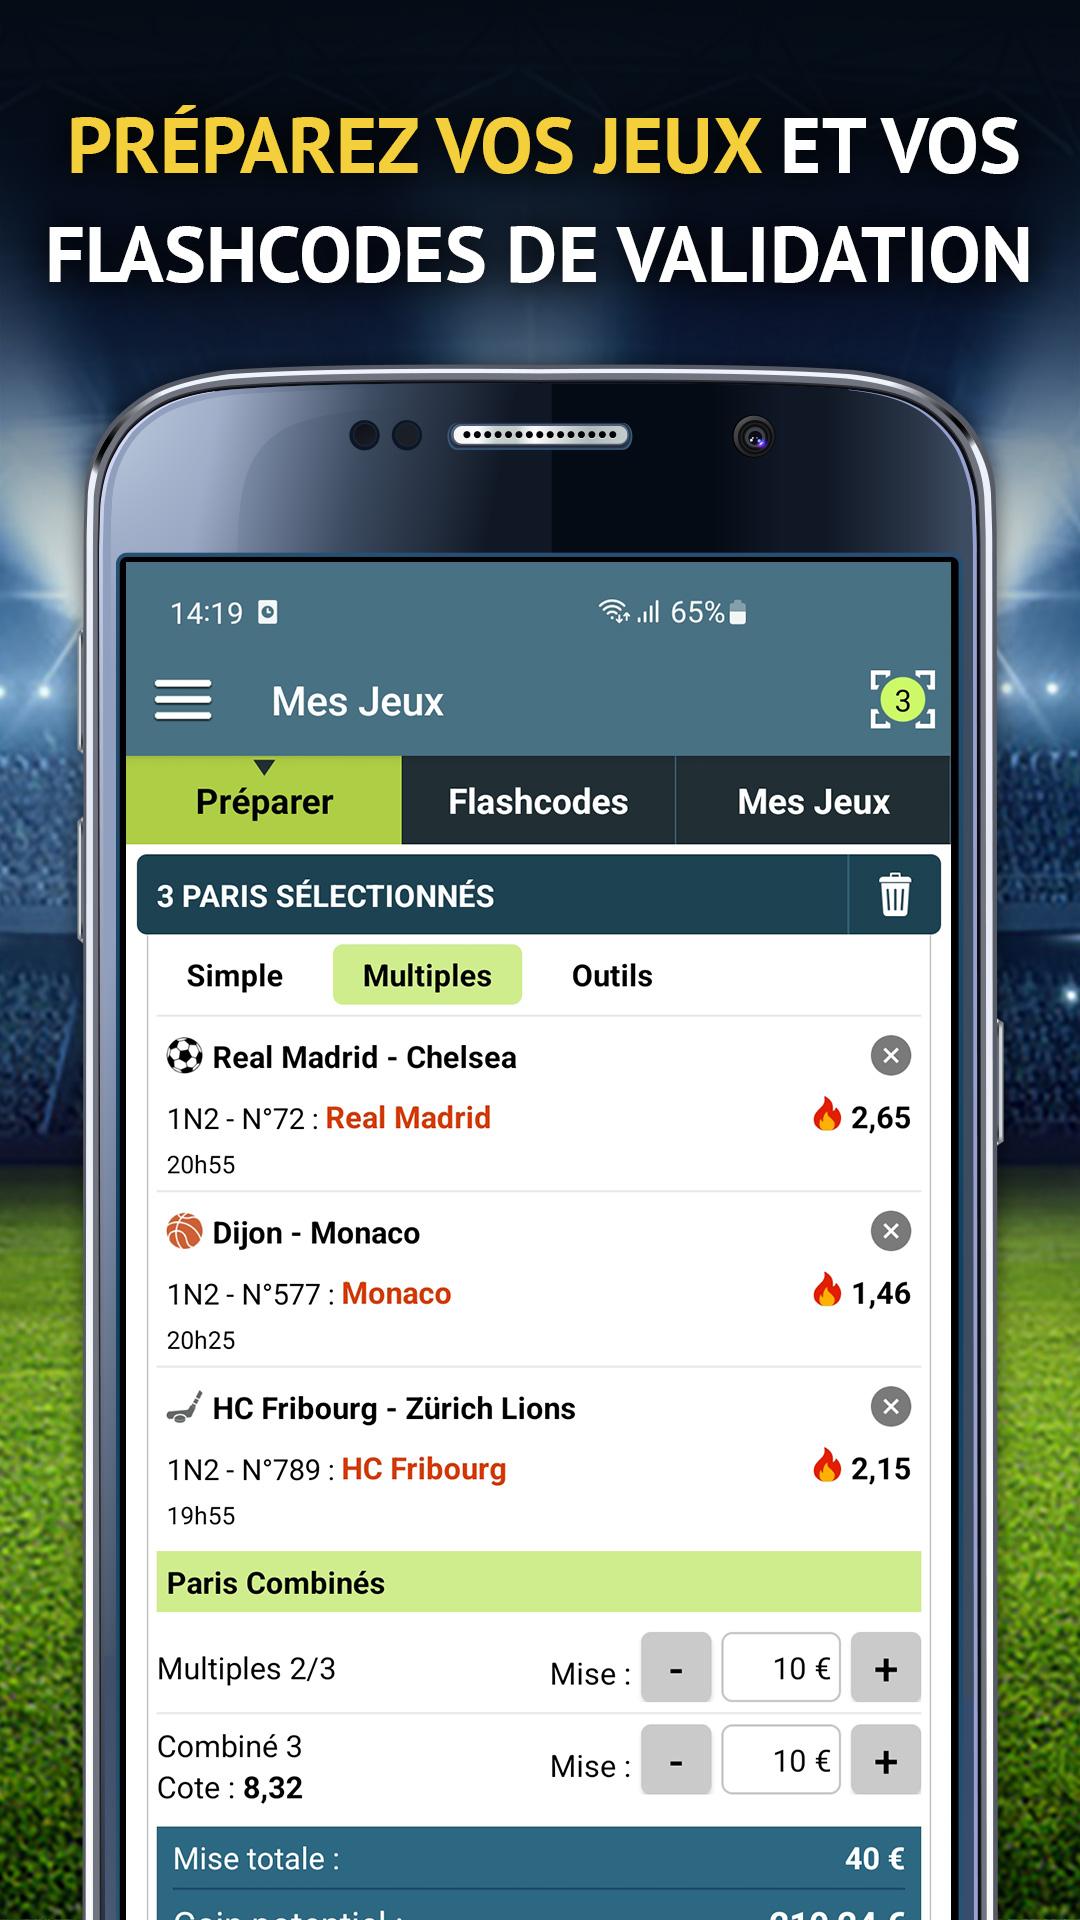 PRÉPAREZ VOS JEUX ET VOS
FLASHCODES DE VALIDATION
14:19 65%
Mes Jeux 3
Préparer Flashcodes Mes Jeux
3 PARIS SÉLECTIONNÉS
Simple Multiples Outils
Real Madrid - Chelsea
1N2 - N°72 : Real Madrid 2,65
20h55
Dijon - Monaco
1N2 - N°577 : Monaco 1,46
20h25
HC Fribourg - Zürich Lions
1N2 - N°789 : HC Fribourg 2,15
19h55
Paris Combinés
Multiples 2/3 Mise : - 10 € +
Combiné 3
Cote : 8,32 Mise : - 10 € +
Mise totale : 40 €
Gain potentiel :